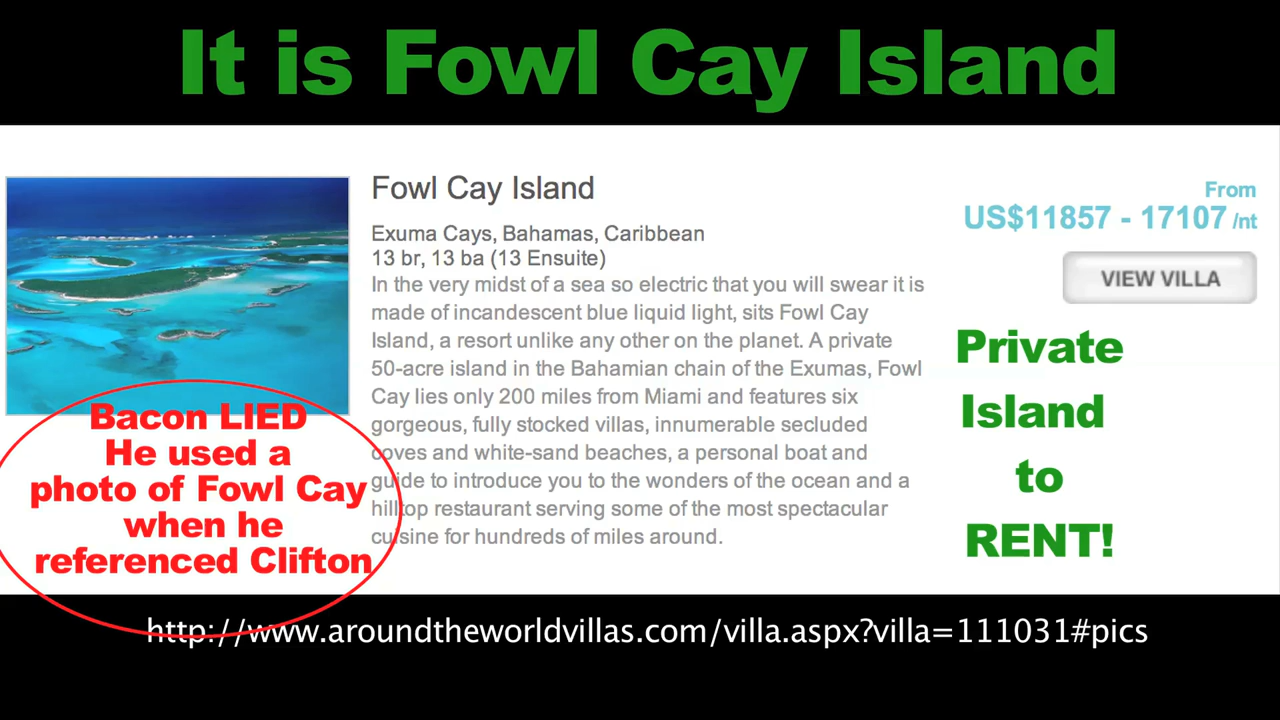 It is Fowl Cay Island
Fowl Cay Island
Exuma Cays, Bahamas, Caribbean
13 br, 13 ba (13 Ensuite)
In the very midst of a sea so electric that you will swear it is
made of incandescent blue liquid light, sits Fowl Cay
Island, a resort unlike any other on the planet. A private
50-acre island in the Bahamian chain of the Exumas, Fowl
Cay lies only 200 miles from Miami and features six
gorgeous, fully stocked villas, innumerable secluded
coves and white-sand beaches, a personal boat and
guide to introduce you to the wonders of the ocean and a
hilltop restaurant serving some of the most spectacular
cuisine for hundreds of miles around.
From
US$11857 - 17107 /nt
VIEW VILLA
Private
Island
to
RENT!
Bacon LIED
He used a
photo of Fowl Cay
when he
referenced Clifton
http://www.aroundtheworldvillas.com/villa.aspx?villa=111031#pics